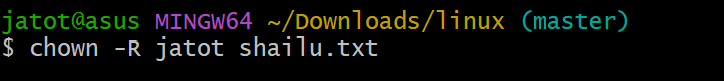 jatot@asus MINGW64 ~/Downloads/linux (master)
$ chown -R jatot shailu.txt